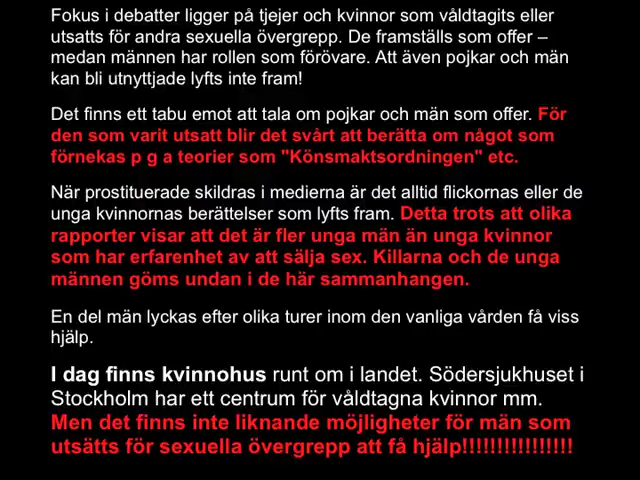 Fokus i debatter ligger på tjejer och kvinnor som våldtagits eller
utsatts för andra sexuella övergrepp. De framställs som offer –
medan männen har rollen som förövare. Att även pojkar och män
kan bli utnyttjade lyfts inte fram!
Det finns ett tabu emot att tala om pojkar och män som offer. För
den som varit utsatt blir det svårt att berätta om något som
förnekas p g a teorier som "Könsmaktsordningen" etc.
När prostituerade skildras i medierna är det alltid flickornas eller de
unga kvinnornas berättelser som lyfts fram. Detta trots att olika
rapporter visar att det är fler unga män än unga kvinnor
som har erfarenhet av att sälja sex. Killarna och de unga
männen göms undan i de här sammanhangen.
En del män lyckas efter olika turer inom den vanliga vården få viss
hjälp.
I dag finns kvinnohus runt om i landet. Södersjukhuset i
Stockholm har ett centrum för våldtagna kvinnor mm.
Men det finns inte liknande möjligheter för män som
utsätts för sexuella övergrepp att få hjälp!!!!!!!!!!!!!!!!